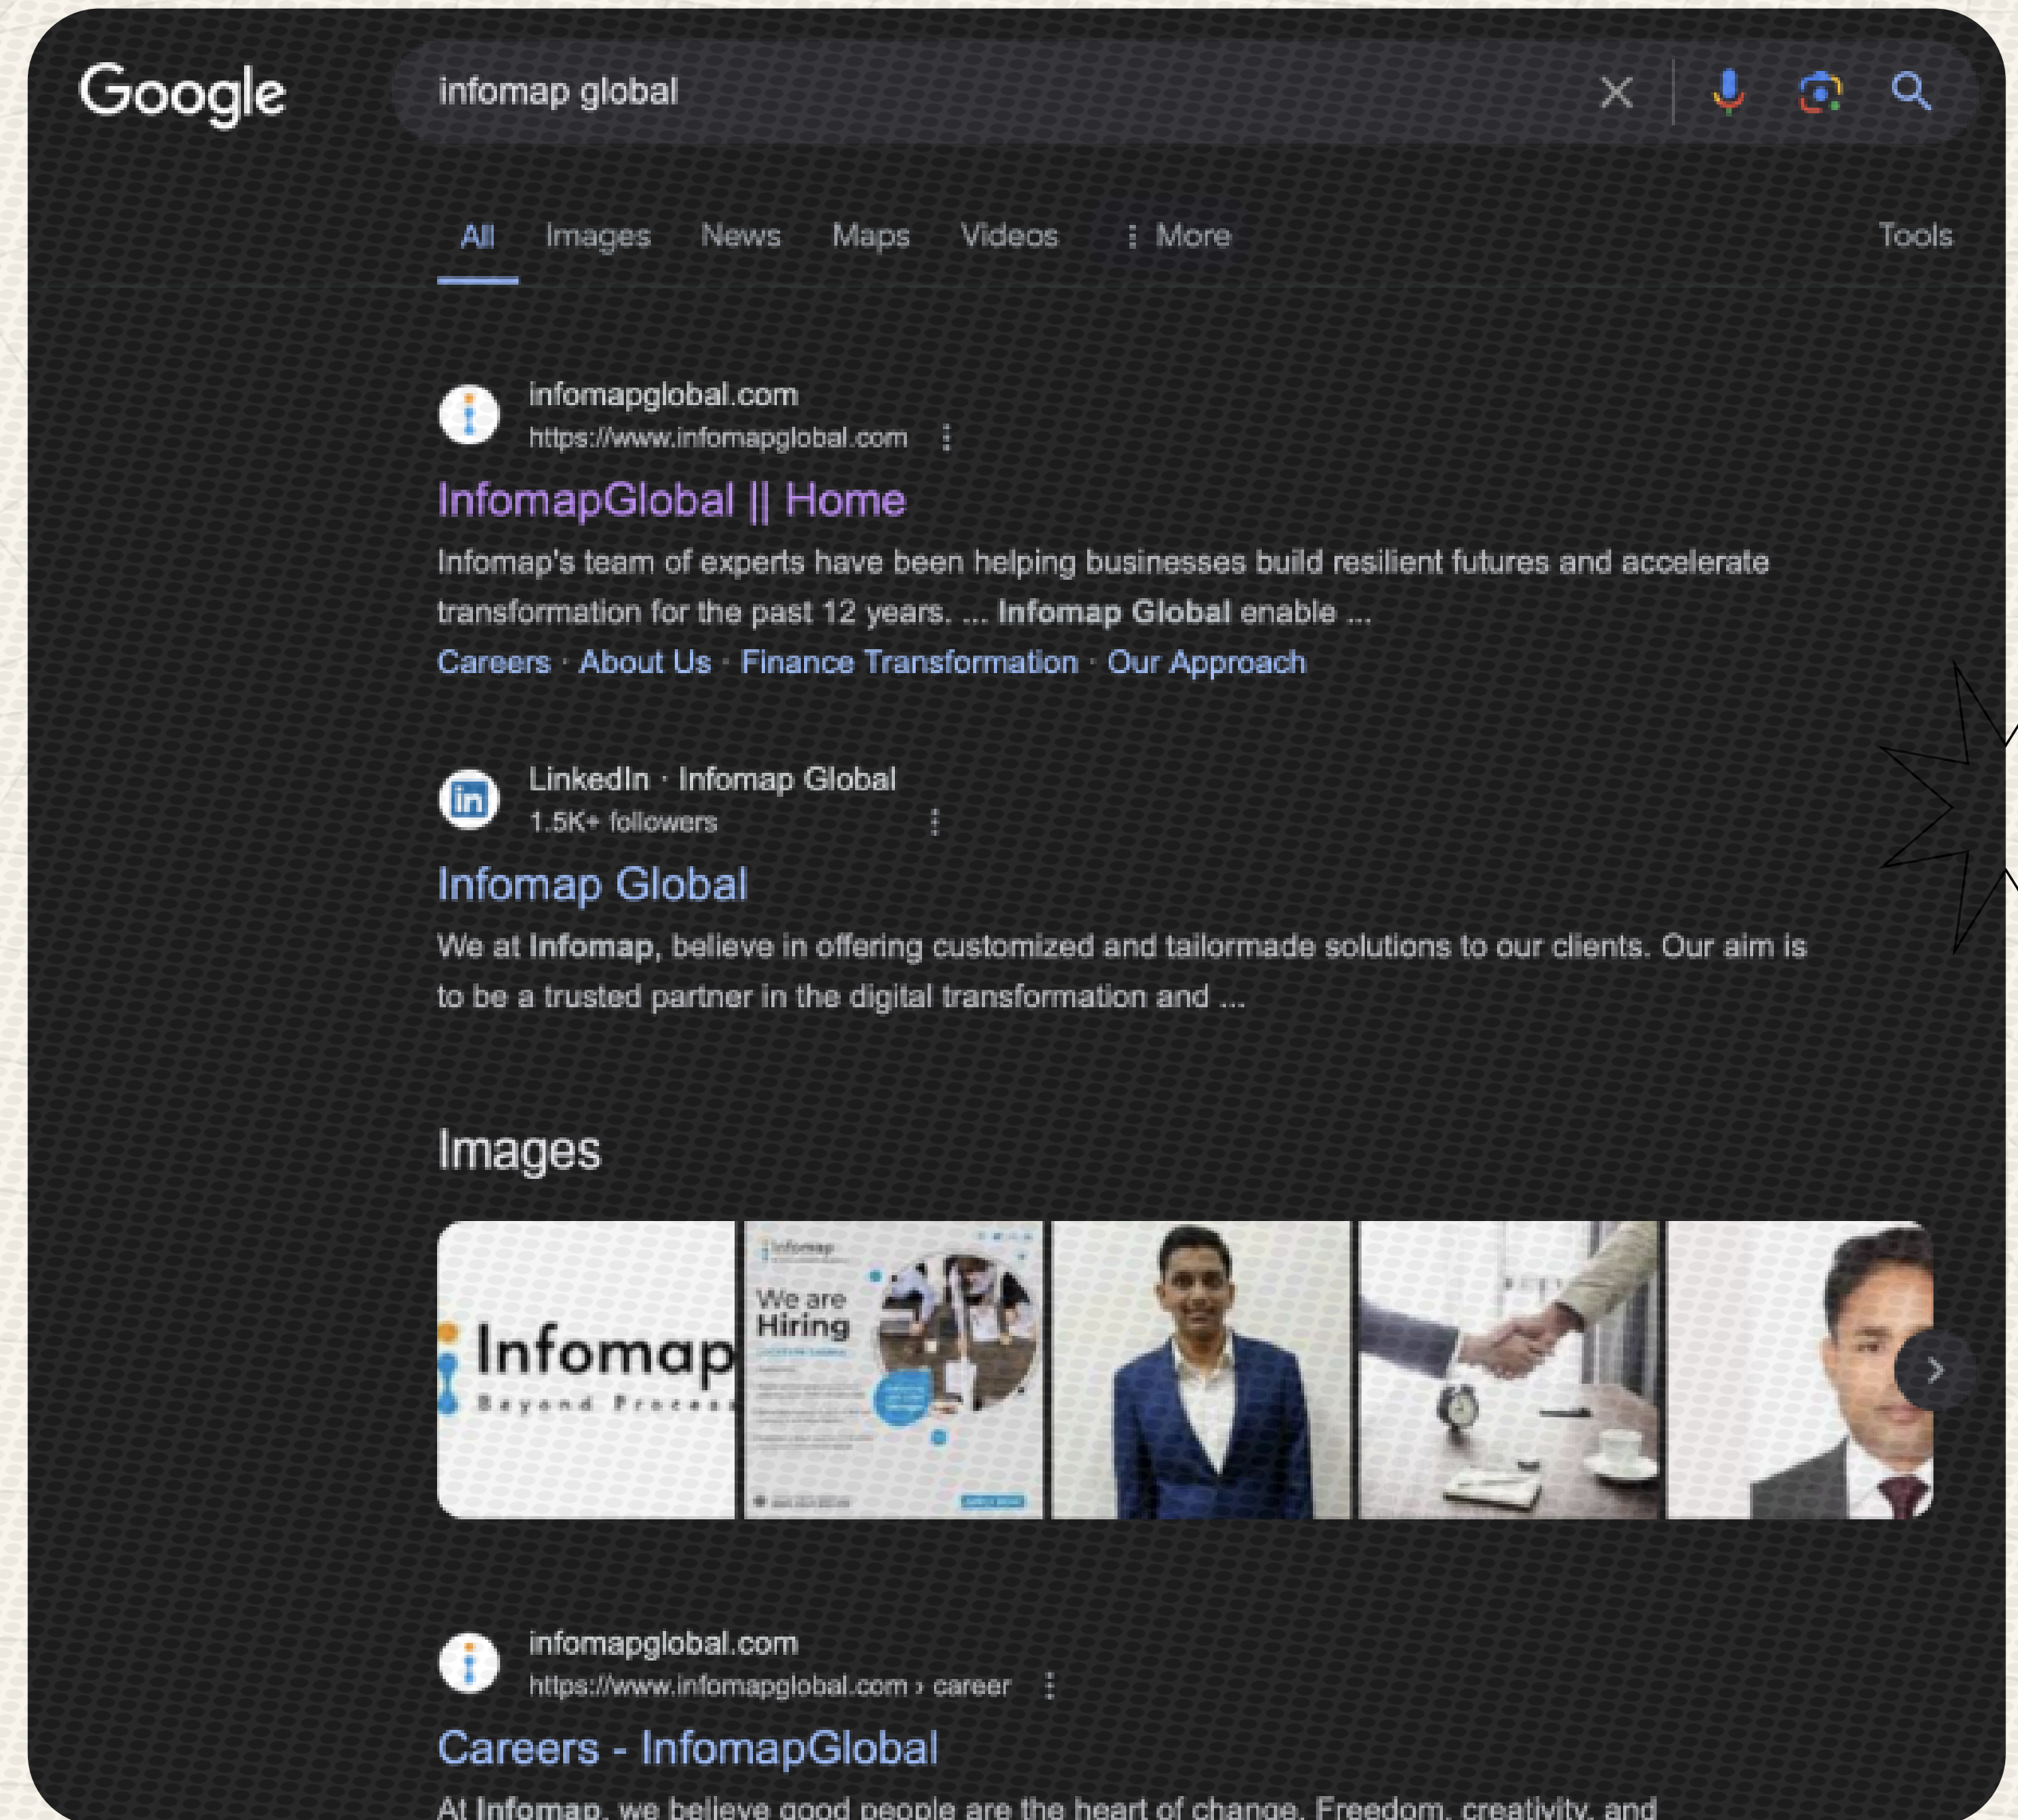 Google
infomap global
All Images News Maps Videos More Tools
infomapglobal.com
https://www.infomapglobal.com
InfomapGlobal || Home
Infomap's team of experts have been helping businesses build resilient futures and accelerate
transformation for the past 12 years. ... Infomap Global enable ...
Careers · About Us · Finance Transformation · Our Approach
in
LinkedIn · Infomap Global
1.5K+ followers
Infomap Global
We at Infomap, believe in offering customized and tailormade solutions to our clients. Our aim is
to be a trusted partner in the digital transformation and ...
Images
Infomap
Beyond Process
Infomap
We are
Hiring
infomapglobal.com
https://www.infomapglobal.com › career
Careers - InfomapGlobal
At Infomap, we believe good people are the heart of change. Freedom, creativity, and